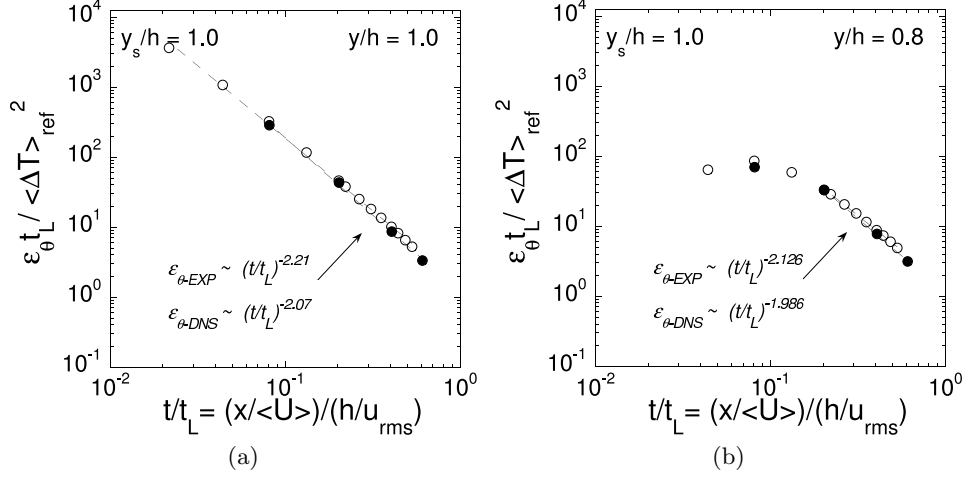 y_s/h = 1.0
y/h = 1.0
10^4
10^3
10^2
10^1
10^0
10^-1
ε_θ t_L / <ΔT>_ref^2
ε_θ-EXP ~ (t/t_L)^-2.21
ε_θ-DNS ~ (t/t_L)^-2.07
10^-2
10^-1
10^0
t/t_L = (x/<U>)/(h/u_rms)
(a)
y_s/h = 1.0
y/h = 0.8
10^4
10^3
10^2
10^1
10^0
10^-1
ε_θ t_L / <ΔT>_ref^2
ε_θ-EXP ~ (t/t_L)^-2.126
ε_θ-DNS ~ (t/t_L)^-1.986
10^-2
10^-1
10^0
t/t_L = (x/<U>)/(h/u_rms)
(b)